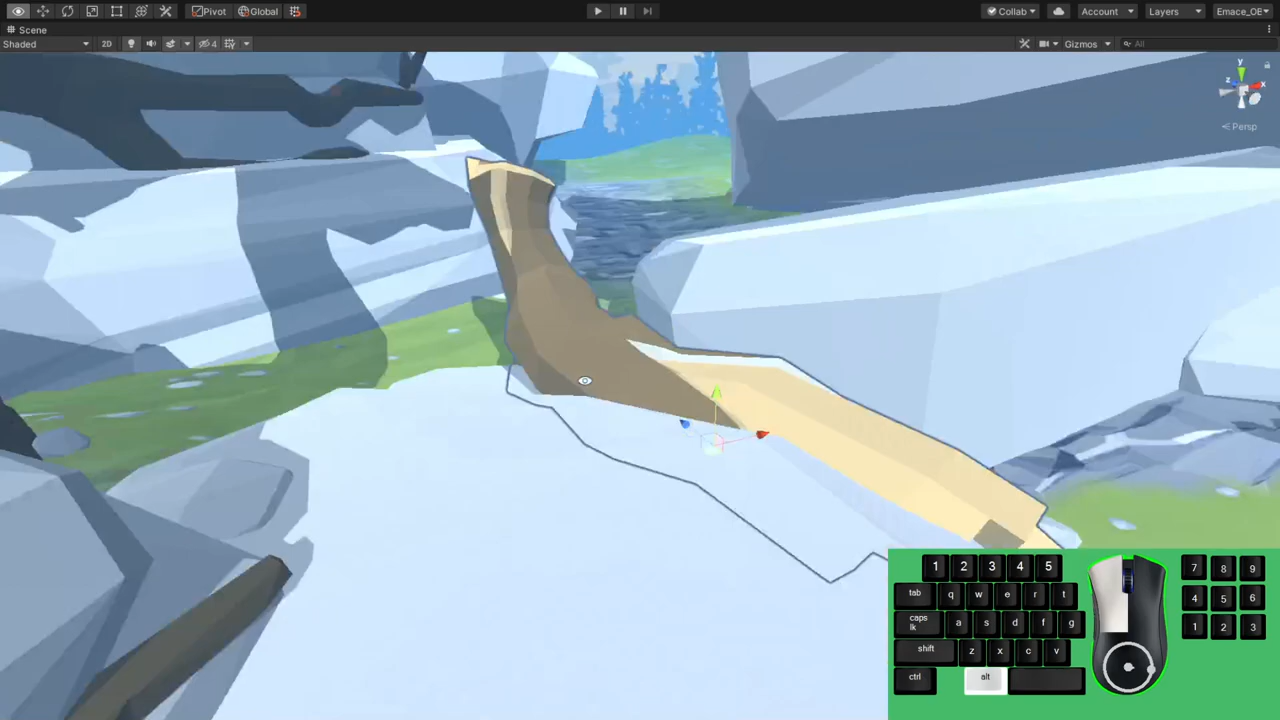 Pivot Global Collab Account Layers Emace_OE
Scene
Shaded 2D 4 Gizmos All
y
z x
Persp
1 2 3 4 5 7 8 9
tab q w e r t 4 5 6
caps lk a s d f g 1 2 3
shift z x c v
ctrl alt